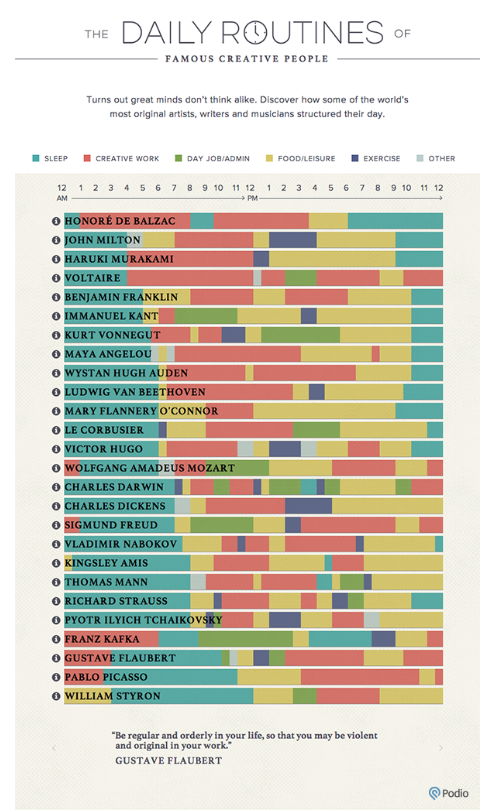 THE DAILY ROUTINES OF
FAMOUS CREATIVE PEOPLE
Turns out great minds don't think alike. Discover how some of the world's
most original artists, writers and musicians structured their day.
SLEEP CREATIVE WORK DAY JOB/ADMIN FOOD/LEISURE EXERCISE OTHER
12 1 2 3 4 5 6 7 8 9 10 11 12 1 2 3 4 5 6 7 8 9 10 11 12
AM PM
HONORÉ DE BALZAC
JOHN MILTON
HARUKI MURAKAMI
VOLTAIRE
BENJAMIN FRANKLIN
IMMANUEL KANT
KURT VONNEGUT
MAYA ANGELOU
WYSTAN HUGH AUDEN
LUDWIG VAN BEETHOVEN
MARY FLANNERY O'CONNOR
LE CORBUSIER
VICTOR HUGO
WOLFGANG AMADEUS MOZART
CHARLES DARWIN
CHARLES DICKENS
SIGMUND FREUD
VLADIMIR NABOKOV
KINGSLEY AMIS
THOMAS MANN
RICHARD STRAUSS
PYOTR ILYICH TCHAIKOVSKY
FRANZ KAFKA
GUSTAVE FLAUBERT
PABLO PICASSO
WILLIAM STYRON
"Be regular and orderly in your life, so that you may be violent
and original in your work."
GUSTAVE FLAUBERT
Podio